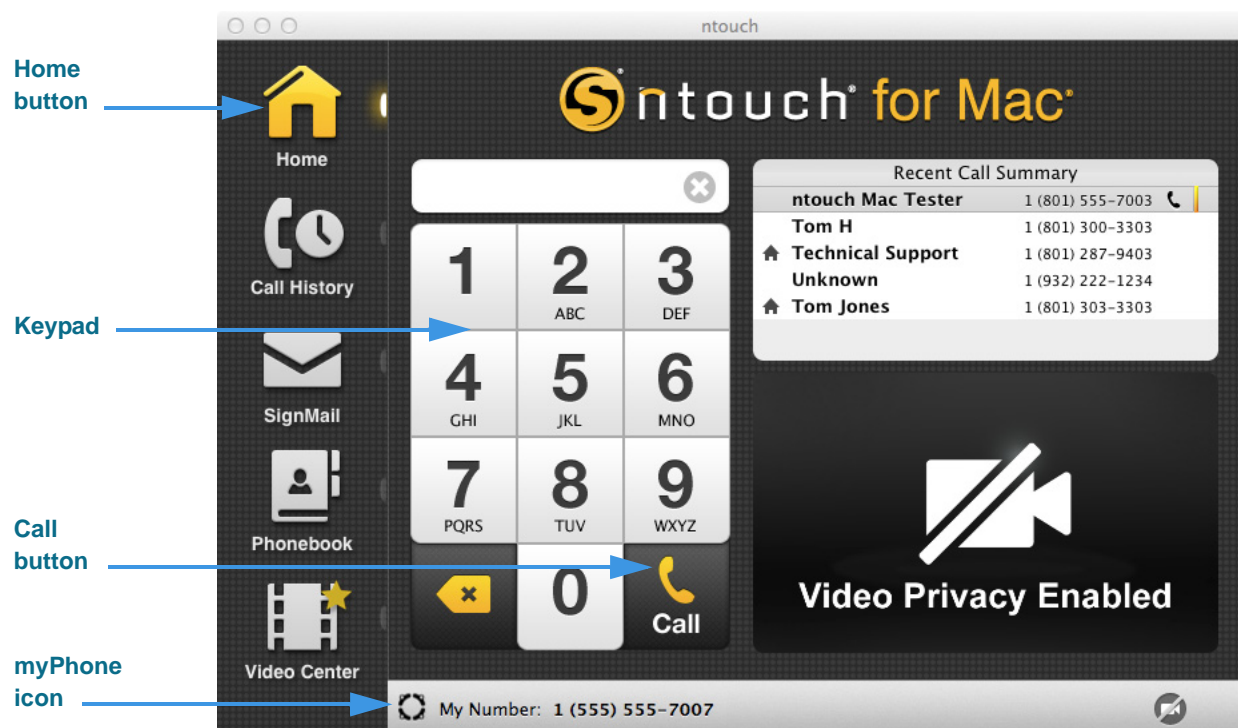 ntouch
Home
button
ntouch® for Mac®
Home
Recent Call Summary
ntouch Mac Tester 1 (801) 555-7003
Tom H 1 (801) 300-3303
Technical Support 1 (801) 287-9403
Unknown 1 (932) 222-1234
Tom Jones 1 (801) 303-3303
Call History
Keypad
1
2
ABC
3
DEF
4
GHI
5
JKL
6
MNO
7
PQRS
8
TUV
9
WXYZ
0
Call
SignMail
Phonebook
Call
button
Video Privacy Enabled
Video Center
myPhone
icon
My Number: 1 (555) 555-7007